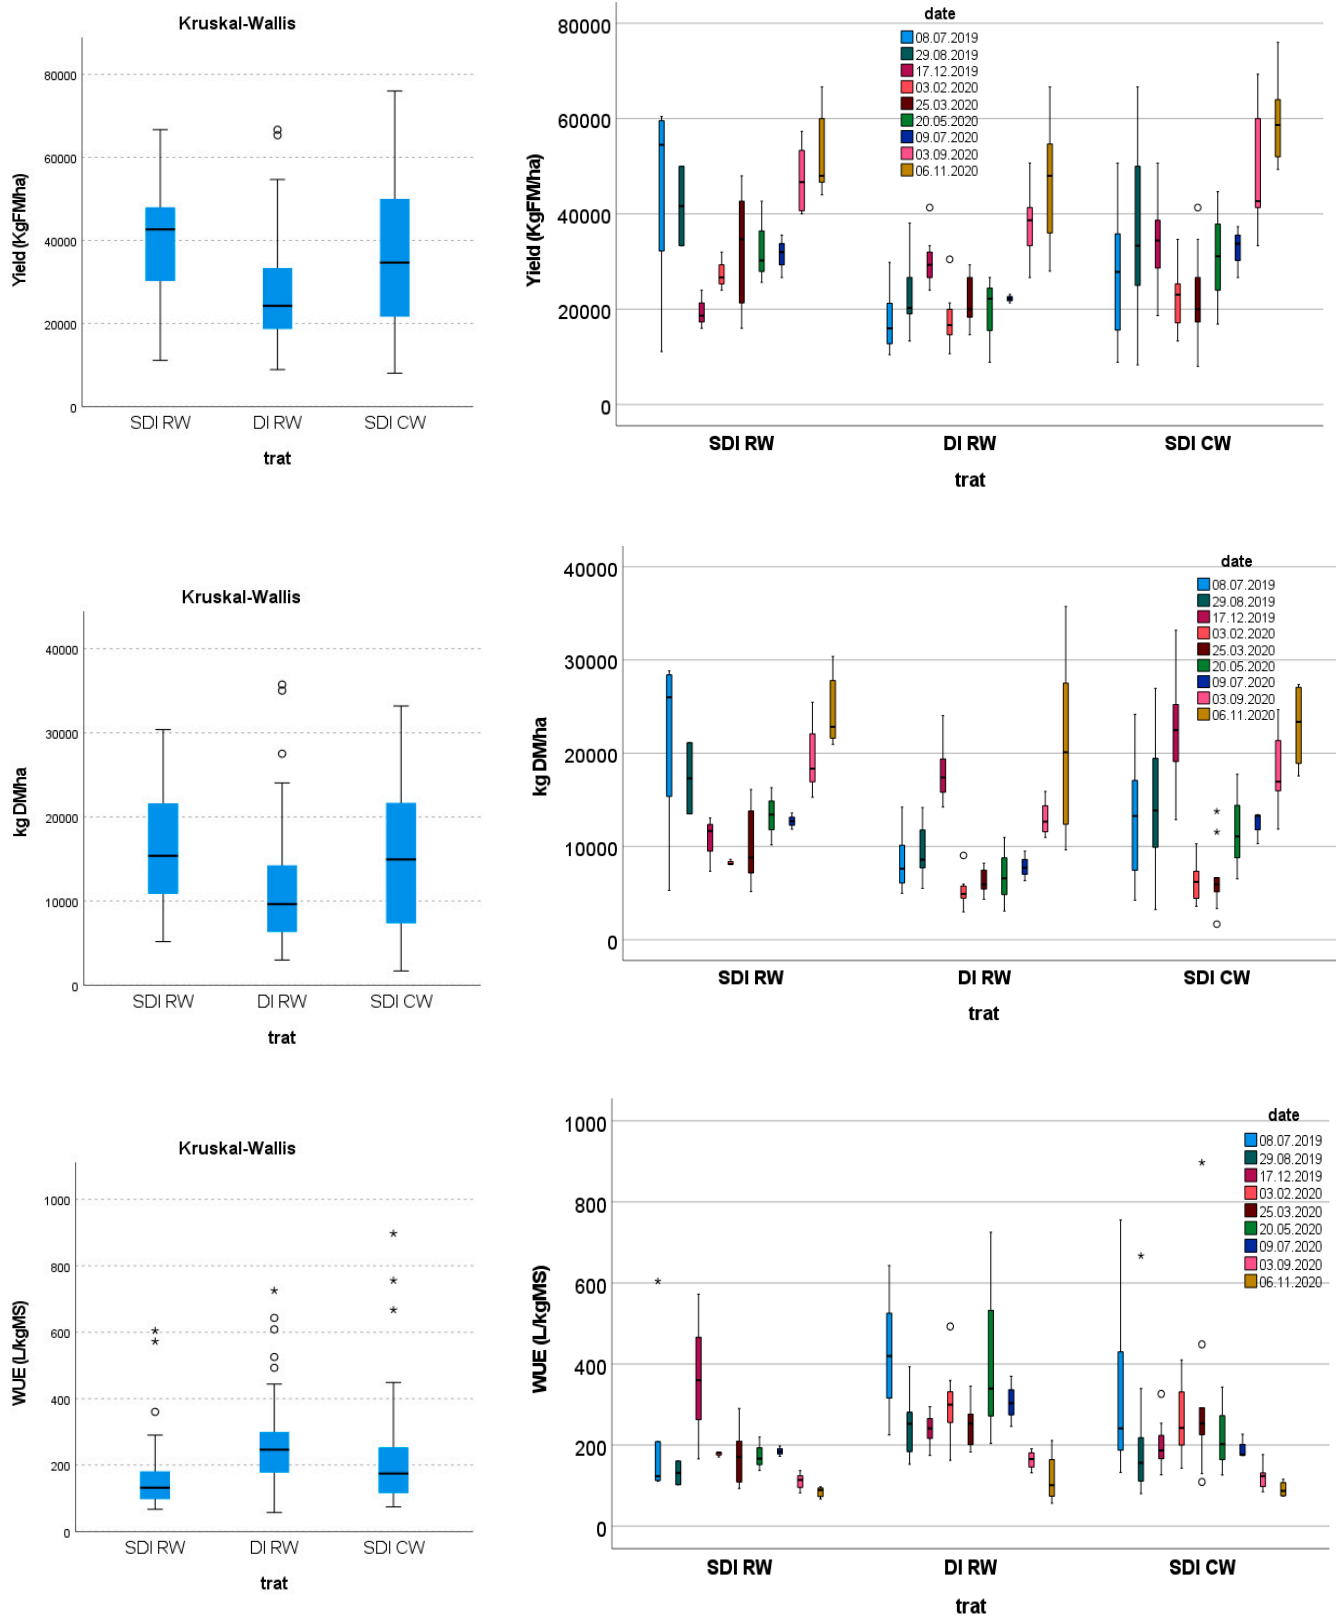 Kruskal-Wallis
Yield (KgFM/ha)
80000
60000
40000
20000
0
SDI RW DI RW SDI CW
trat
date
08.07.2019
29.08.2019
17.12.2019
03.02.2020
25.03.2020
20.05.2020
09.07.2020
03.09.2020
06.11.2020
Yield (KgFM/ha)
80000
60000
40000
20000
0
SDI RW DI RW SDI CW
trat
Kruskal-Wallis
kg DM/ha
40000
30000
20000
10000
0
SDI RW DI RW SDI CW
trat
date
08.07.2019
29.08.2019
17.12.2019
03.02.2020
25.03.2020
20.05.2020
09.07.2020
03.09.2020
06.11.2020
kg DM/ha
40000
30000
20000
10000
0
SDI RW DI RW SDI CW
trat
Kruskal-Wallis
WUE (L/kgMS)
1000
800
600
400
200
0
SDI RW DI RW SDI CW
trat
date
08.07.2019
29.08.2019
17.12.2019
03.02.2020
25.03.2020
20.05.2020
09.07.2020
03.09.2020
06.11.2020
WUE (L/kgMS)
1000
800
600
400
200
0
SDI RW DI RW SDI CW
trat